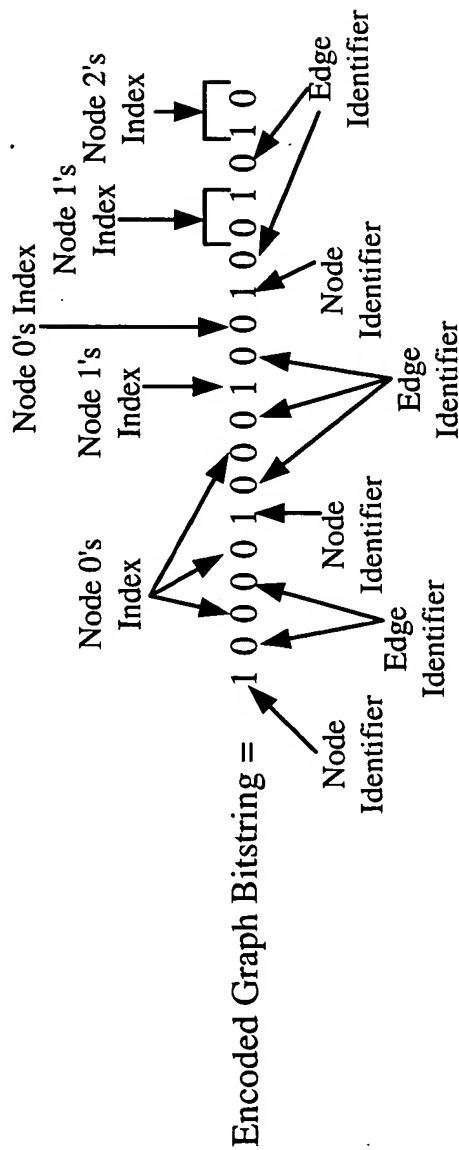 Node 0's
Index
Node 1's
Index
Node 0's Index
Node 1's
Index
Node 2's
Index
Encoded Graph Bitstring = 1 0 0 0 0 1 0 0 0 1 0 0 1 0 0 1 0 1 0
Node
Identifier
Edge
Identifier
Node
Identifier
Edge
Identifier
Node
Identifier
Edge
Identifier